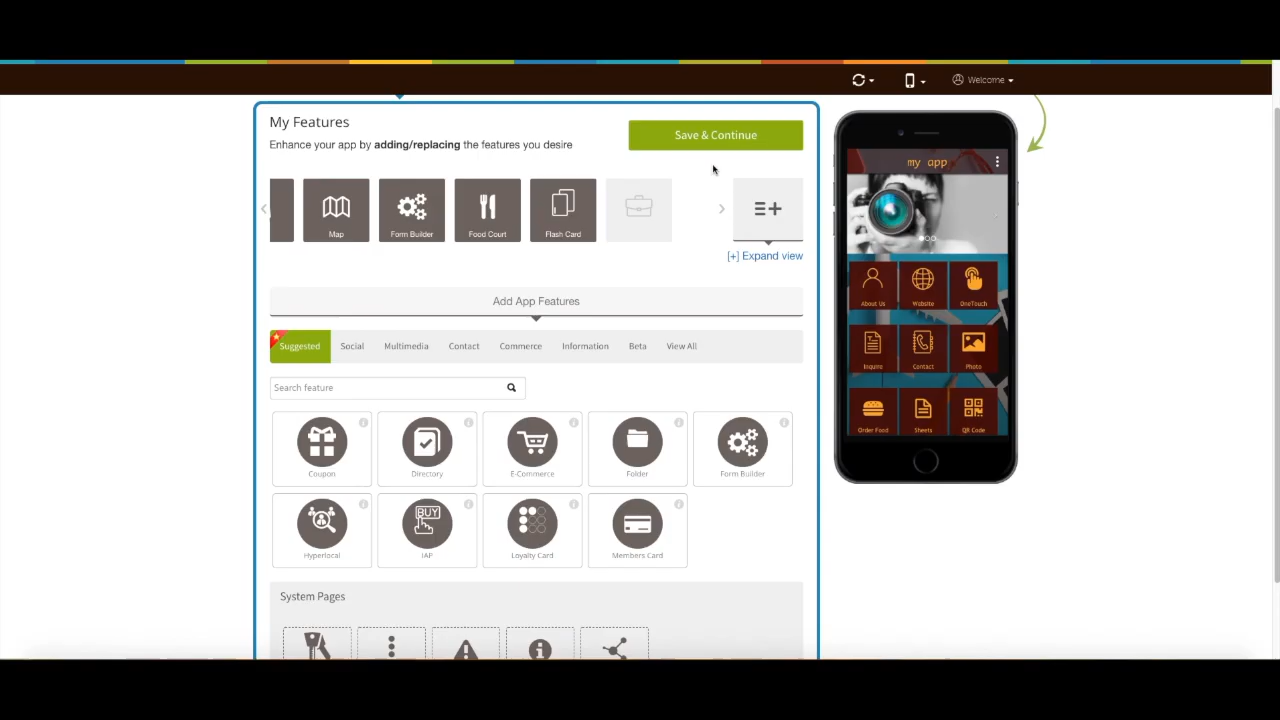 Welcome
My Features
Save & Continue
Enhance your app by adding/replacing the features you desire
Map
Form Builder
Food Court
Flash Card
[+] Expand view
Add App Features
Suggested
Social
Multimedia
Contact
Commerce
Information
Beta
View All
Search feature
Coupon
Directory
E-Commerce
Folder
Form Builder
Hyperlocal
BUY
IAP
Loyalty Card
Members Card
System Pages
my app
About Us
Website
OneTouch
Inquire
Contact
Photo
Order Food
Sheets
QR Code